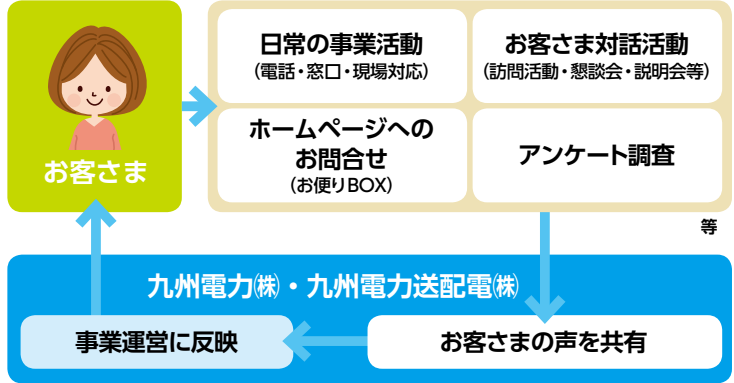 お客さま
日常の事業活動
（電話・窓口・現場対応）
お客さま対話活動
（訪問活動・懇談会・説明会等）
ホームページへの
お問合せ
（お便りBOX）
アンケート調査
等
九州電力㈱・九州電力送配電㈱
事業運営に反映
お客さまの声を共有